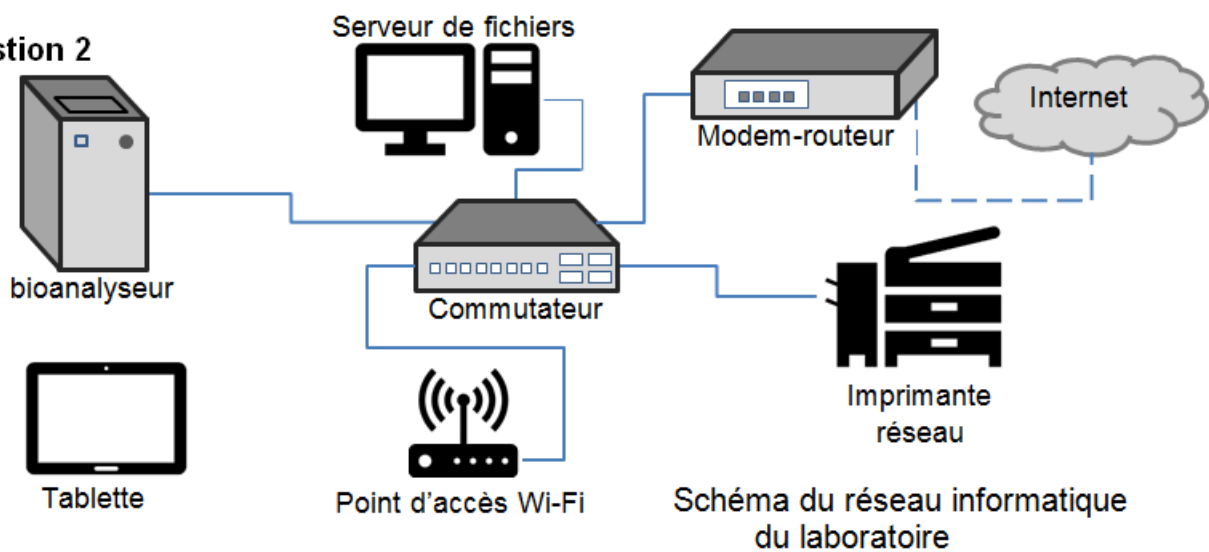 Serveur de fichiers
stion 2
Internet
Modem-routeur
bioanalyseur
Commutateur
Imprimante
réseau
Tablette
Point d'accès Wi-Fi
Schéma du réseau informatique
du laboratoire